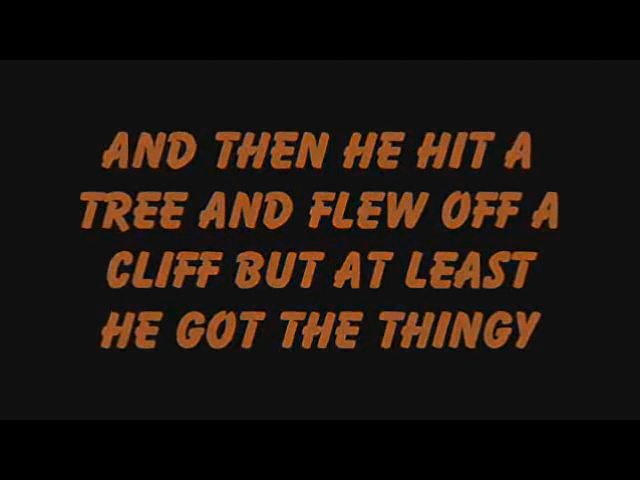 AND THEN HE HIT A
TREE AND FLEW OFF A
CLIFF BUT AT LEAST
HE GOT THE THINGY